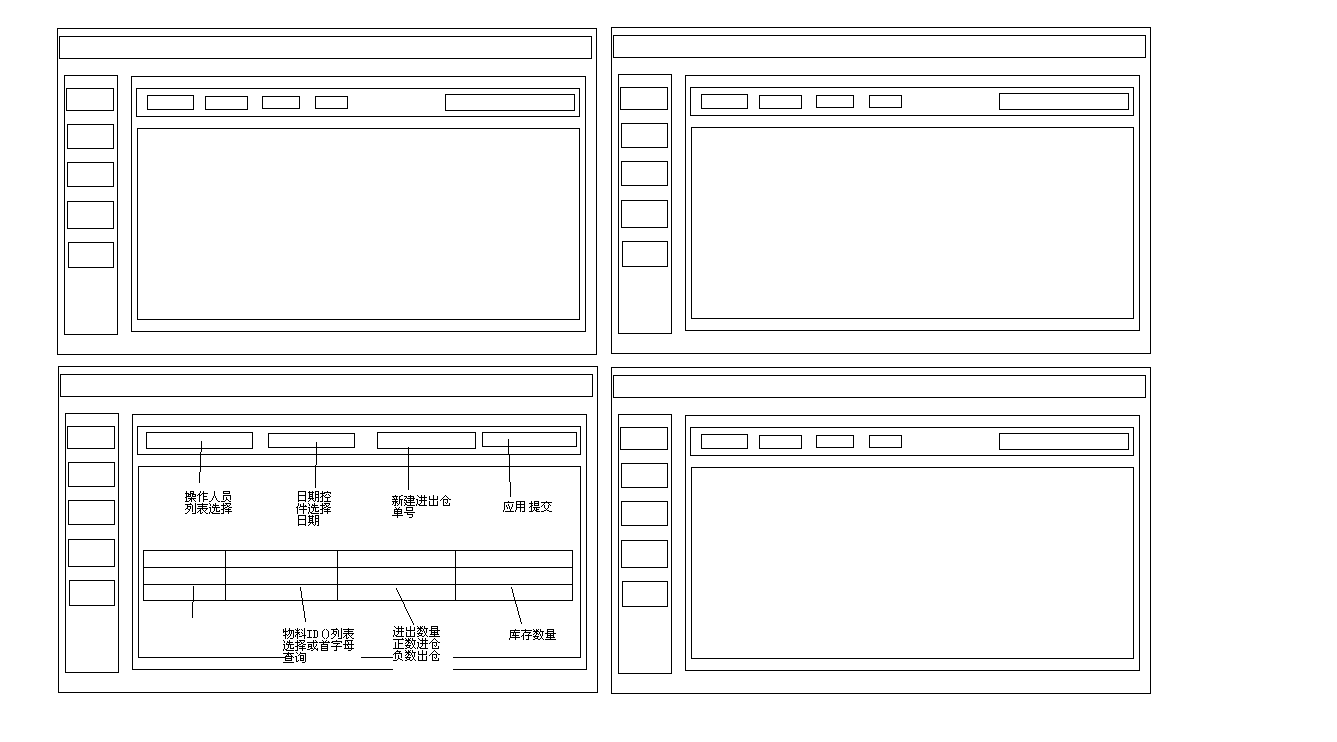 操作人员
列表选择
日期控
件选择
日期
新建进出仓
单号
应用 提交
物料ID()列表
选择或首字母
查询
进出数量
正数进仓
负数出仓
库存数量